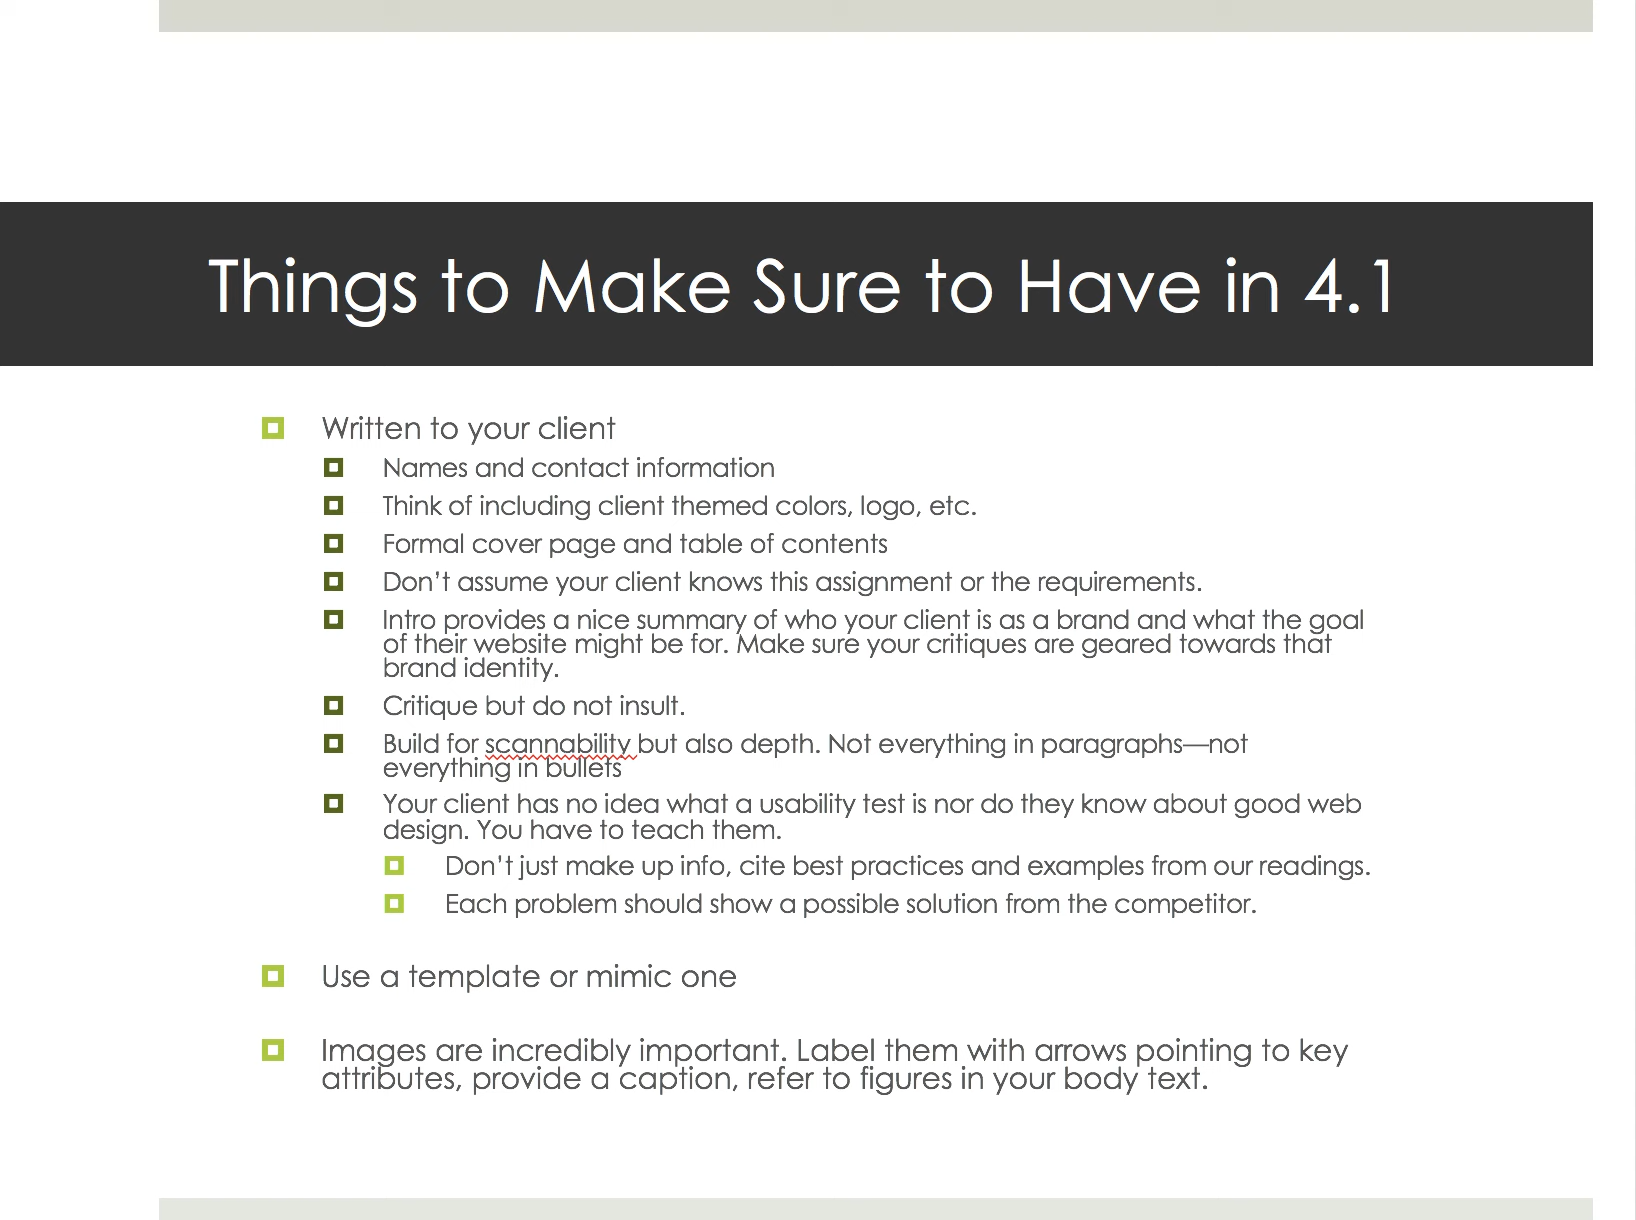 Things to Make Sure to Have in 4.1
Written to your client
Names and contact information
Think of including client themed colors, logo, etc.
Formal cover page and table of contents
Don’t assume your client knows this assignment or the requirements.
Intro provides a nice summary of who your client is as a brand and what the goal
of their website might be for. Make sure your critiques are geared towards that
brand identity.
Critique but do not insult.
Build for scannability but also depth. Not everything in paragraphs—not
everything in bullets
Your client has no idea what a usability test is nor do they know about good web
design. You have to teach them.
Don’t just make up info, cite best practices and examples from our readings.
Each problem should show a possible solution from the competitor.
Use a template or mimic one
Images are incredibly important. Label them with arrows pointing to key
attributes, provide a caption, refer to figures in your body text.